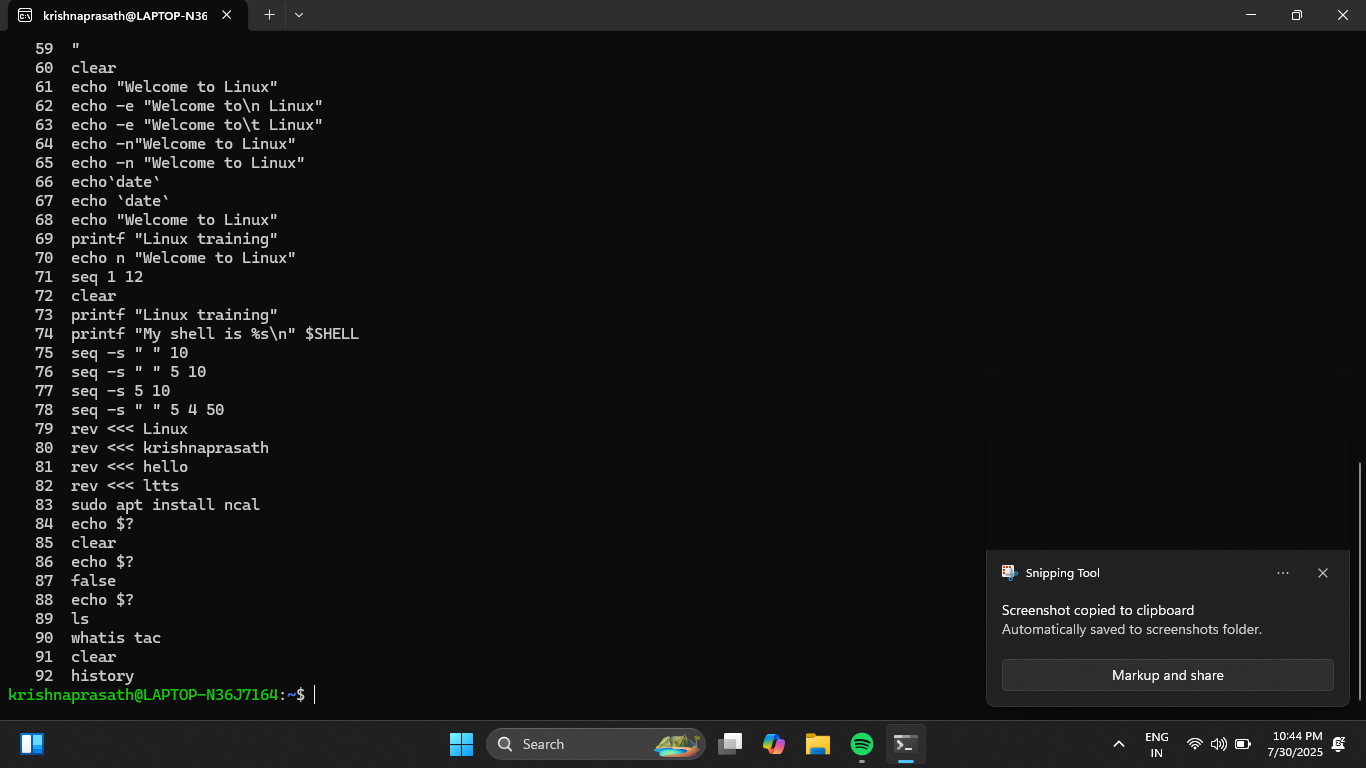 krishnaprasath@LAPTOP-N36
59 "
60 clear
61 echo "Welcome to Linux"
62 echo -e "Welcome to\n Linux"
63 echo -e "Welcome to\t Linux"
64 echo -n"Welcome to Linux"
65 echo -n "Welcome to Linux"
66 echo`date`
67 echo `date`
68 echo "Welcome to Linux"
69 printf "Linux training"
70 echo n "Welcome to Linux"
71 seq 1 12
72 clear
73 printf "Linux training"
74 printf "My shell is %s\n" $SHELL
75 seq -s " " 10
76 seq -s " " 5 10
77 seq -s 5 10
78 seq -s " " 5 4 50
79 rev <<< Linux
80 rev <<< krishnaprasath
81 rev <<< hello
82 rev <<< ltts
83 sudo apt install ncal
84 echo $?
85 clear
86 echo $?
87 false
88 echo $?
89 ls
90 whatis tac
91 clear
92 history
krishnaprasath@LAPTOP-N36J7164:~$
Snipping Tool
Screenshot copied to clipboard
Automatically saved to screenshots folder.
Markup and share
Search
ENG
IN
10:44 PM
7/30/2025